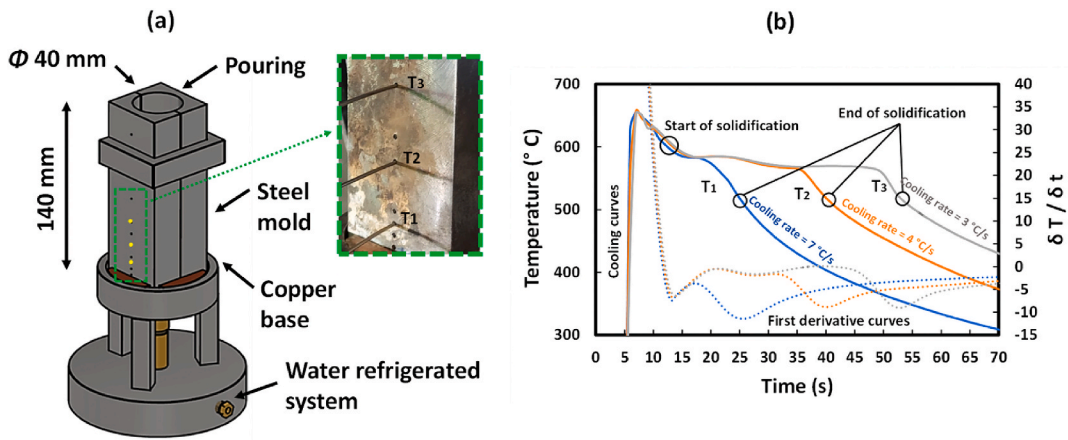 (a)
Φ 40 mm
Pouring
140 mm
Steel
mold
Copper
base
Water refrigerated
system
T3
T2
T1
(b)
Temperature (° C)
700
600
500
400
300
Cooling curves
Start of solidification
End of solidification
T1
T2
T3
Cooling rate = 7 °C/s
Cooling rate = 4 °C/s
Cooling rate = 3 °C/s
First derivative curves
40
35
30
25
20
15
10
5
0
-5
-10
-15
δT / δt
0 5 10 15 20 25 30 35 40 45 50 55 60 65 70
Time (s)